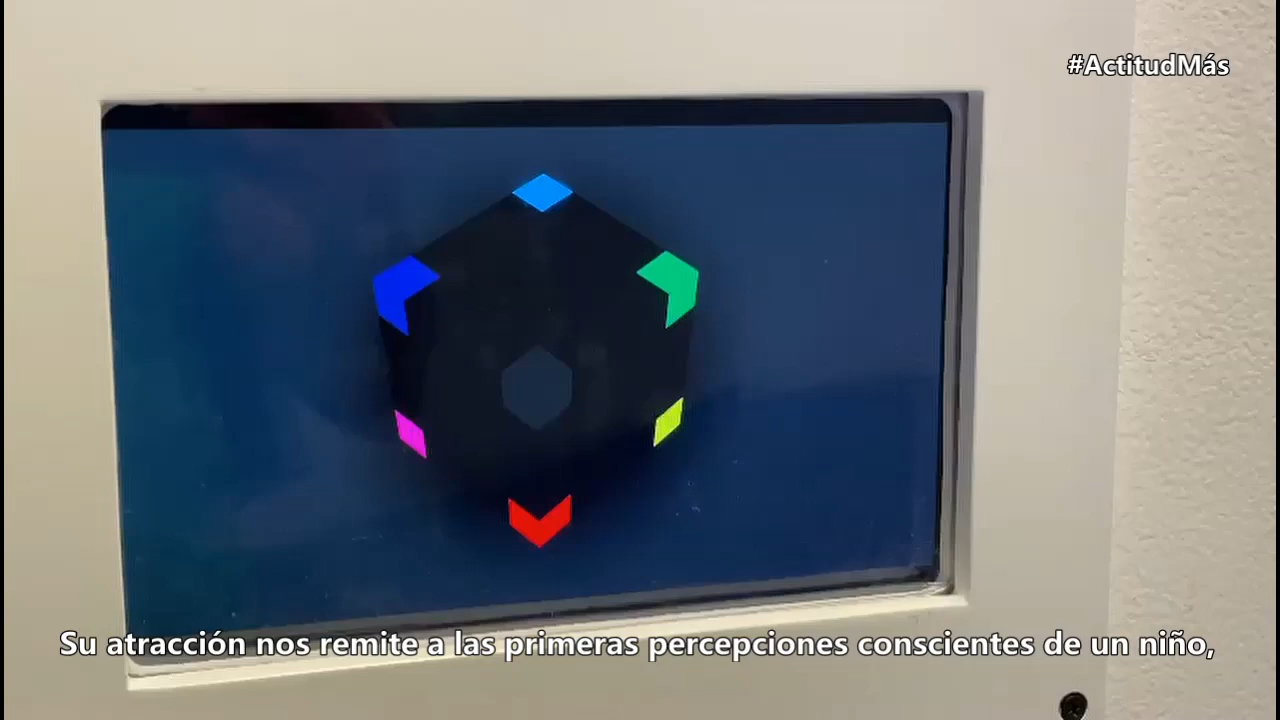 #ActitudMás
Su atracción nos remite a las primeras percepciones conscientes de un niño,